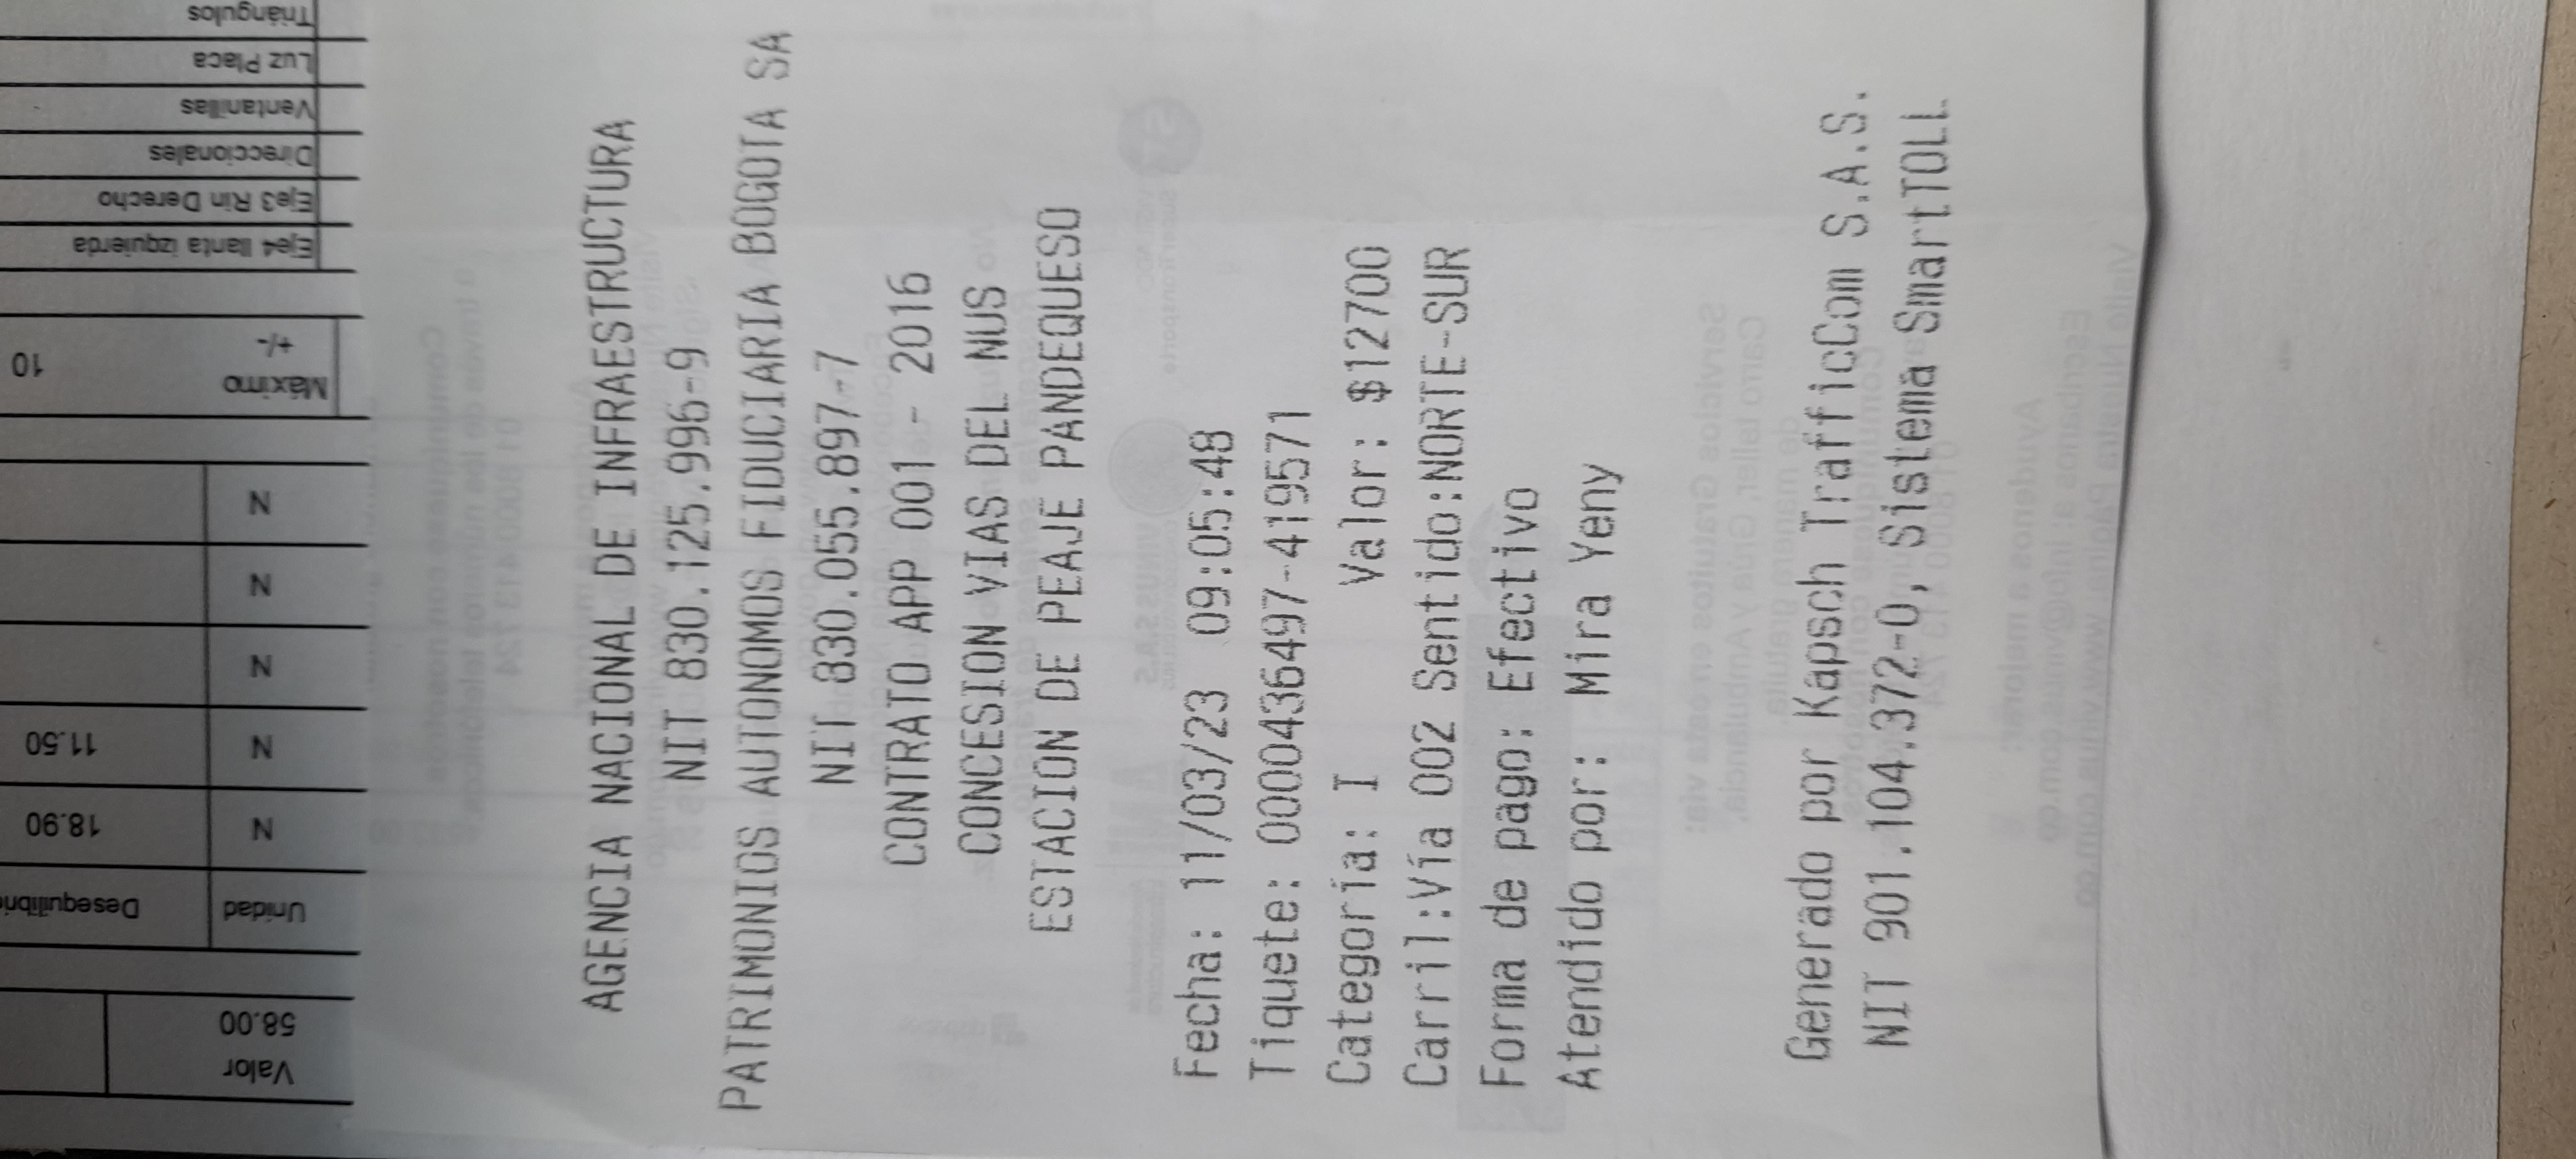 AGENCIA NACIONAL DE INFRAESTRUCTURA
NIT 830.125.996-9
PATRIMONIOS AUTONOMOS FIDUCIARIA BOGOTA SA
NIT 830.055.897-7
CONTRATO APP 001 - 2016
CONCESION VIAS DEL NUS
ESTACION DE PEAJE PANDEQUESO
Fecha: 11/03/23 09:05:48
Tiquete: 0000436497-419571
Categoría: I Valor: $12700
Carril:Vía 002 Sentido:NORTE-SUR
Forma de pago: Efectivo
Atendido por: Mira Yeny
Generado por Kapsch TrafficCom S.A.S.
NIT 901.104.372-0, Sistema SmartTOLL
Triángulos
Luz Placa
Ventanillas
Direccionales
Eje3 Rin Derecho
Eje4 llanta izquierda
Máximo
+/-
10
N
N
N
N 11.50
N 18.90
Unidad
Valor
58.00